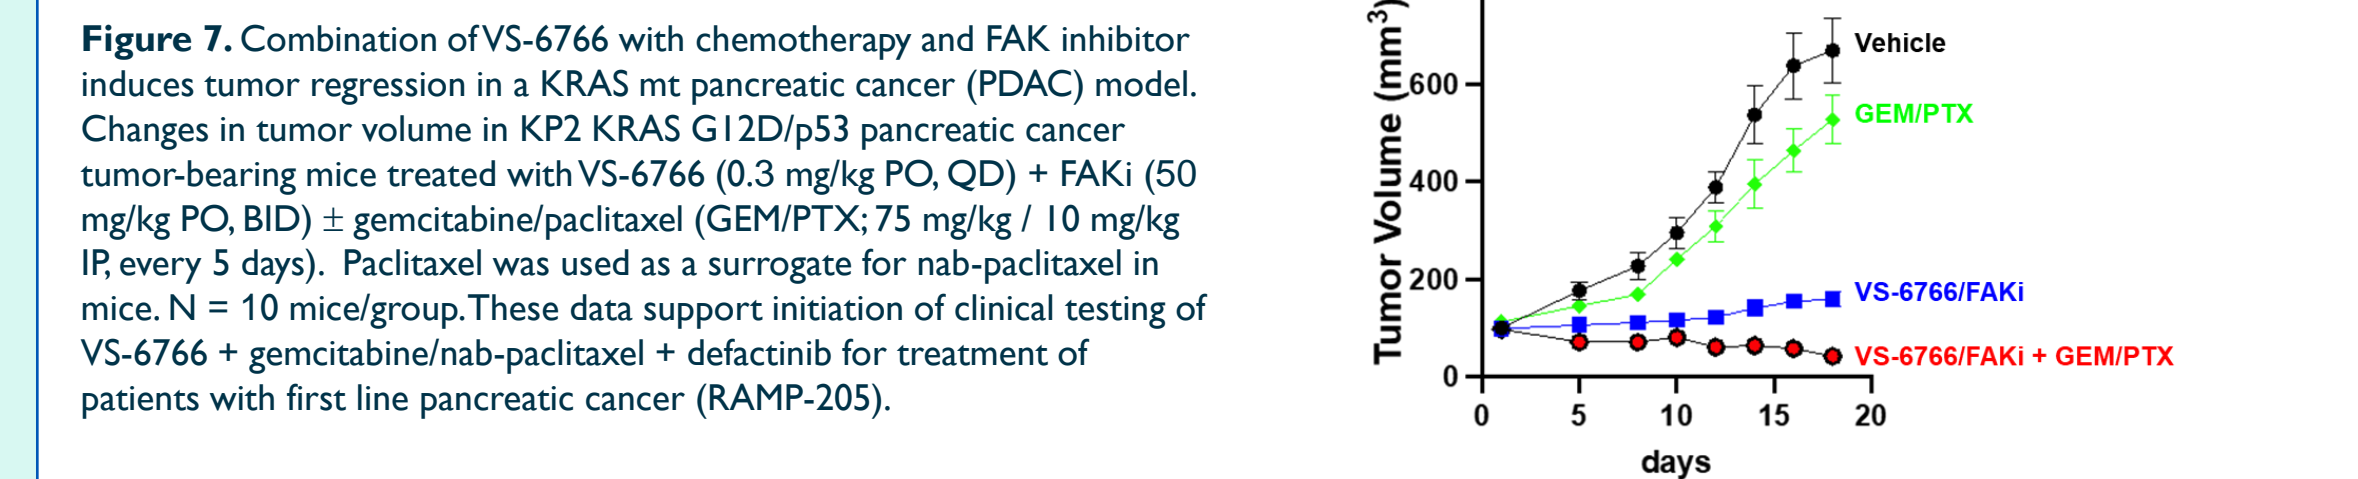 Figure 7. Combination of VS-6766 with chemotherapy and FAK inhibitor
induces tumor regression in a KRAS mt pancreatic cancer (PDAC) model.
Changes in tumor volume in KP2 KRAS G12D/p53 pancreatic cancer
tumor-bearing mice treated with VS-6766 (0.3 mg/kg PO, QD) + FAKi (50
mg/kg PO, BID) ± gemcitabine/paclitaxel (GEM/PTX; 75 mg/kg / 10 mg/kg
IP, every 5 days). Paclitaxel was used as a surrogate for nab-paclitaxel in
mice. N = 10 mice/group. These data support initiation of clinical testing of
VS-6766 + gemcitabine/nab-paclitaxel + defactinib for treatment of
patients with first line pancreatic cancer (RAMP-205).
Tumor Volume (mm³)
600
400
200
0
0 5 10 15 20
days
Vehicle
GEM/PTX
VS-6766/FAKi
VS-6766/FAKi + GEM/PTX